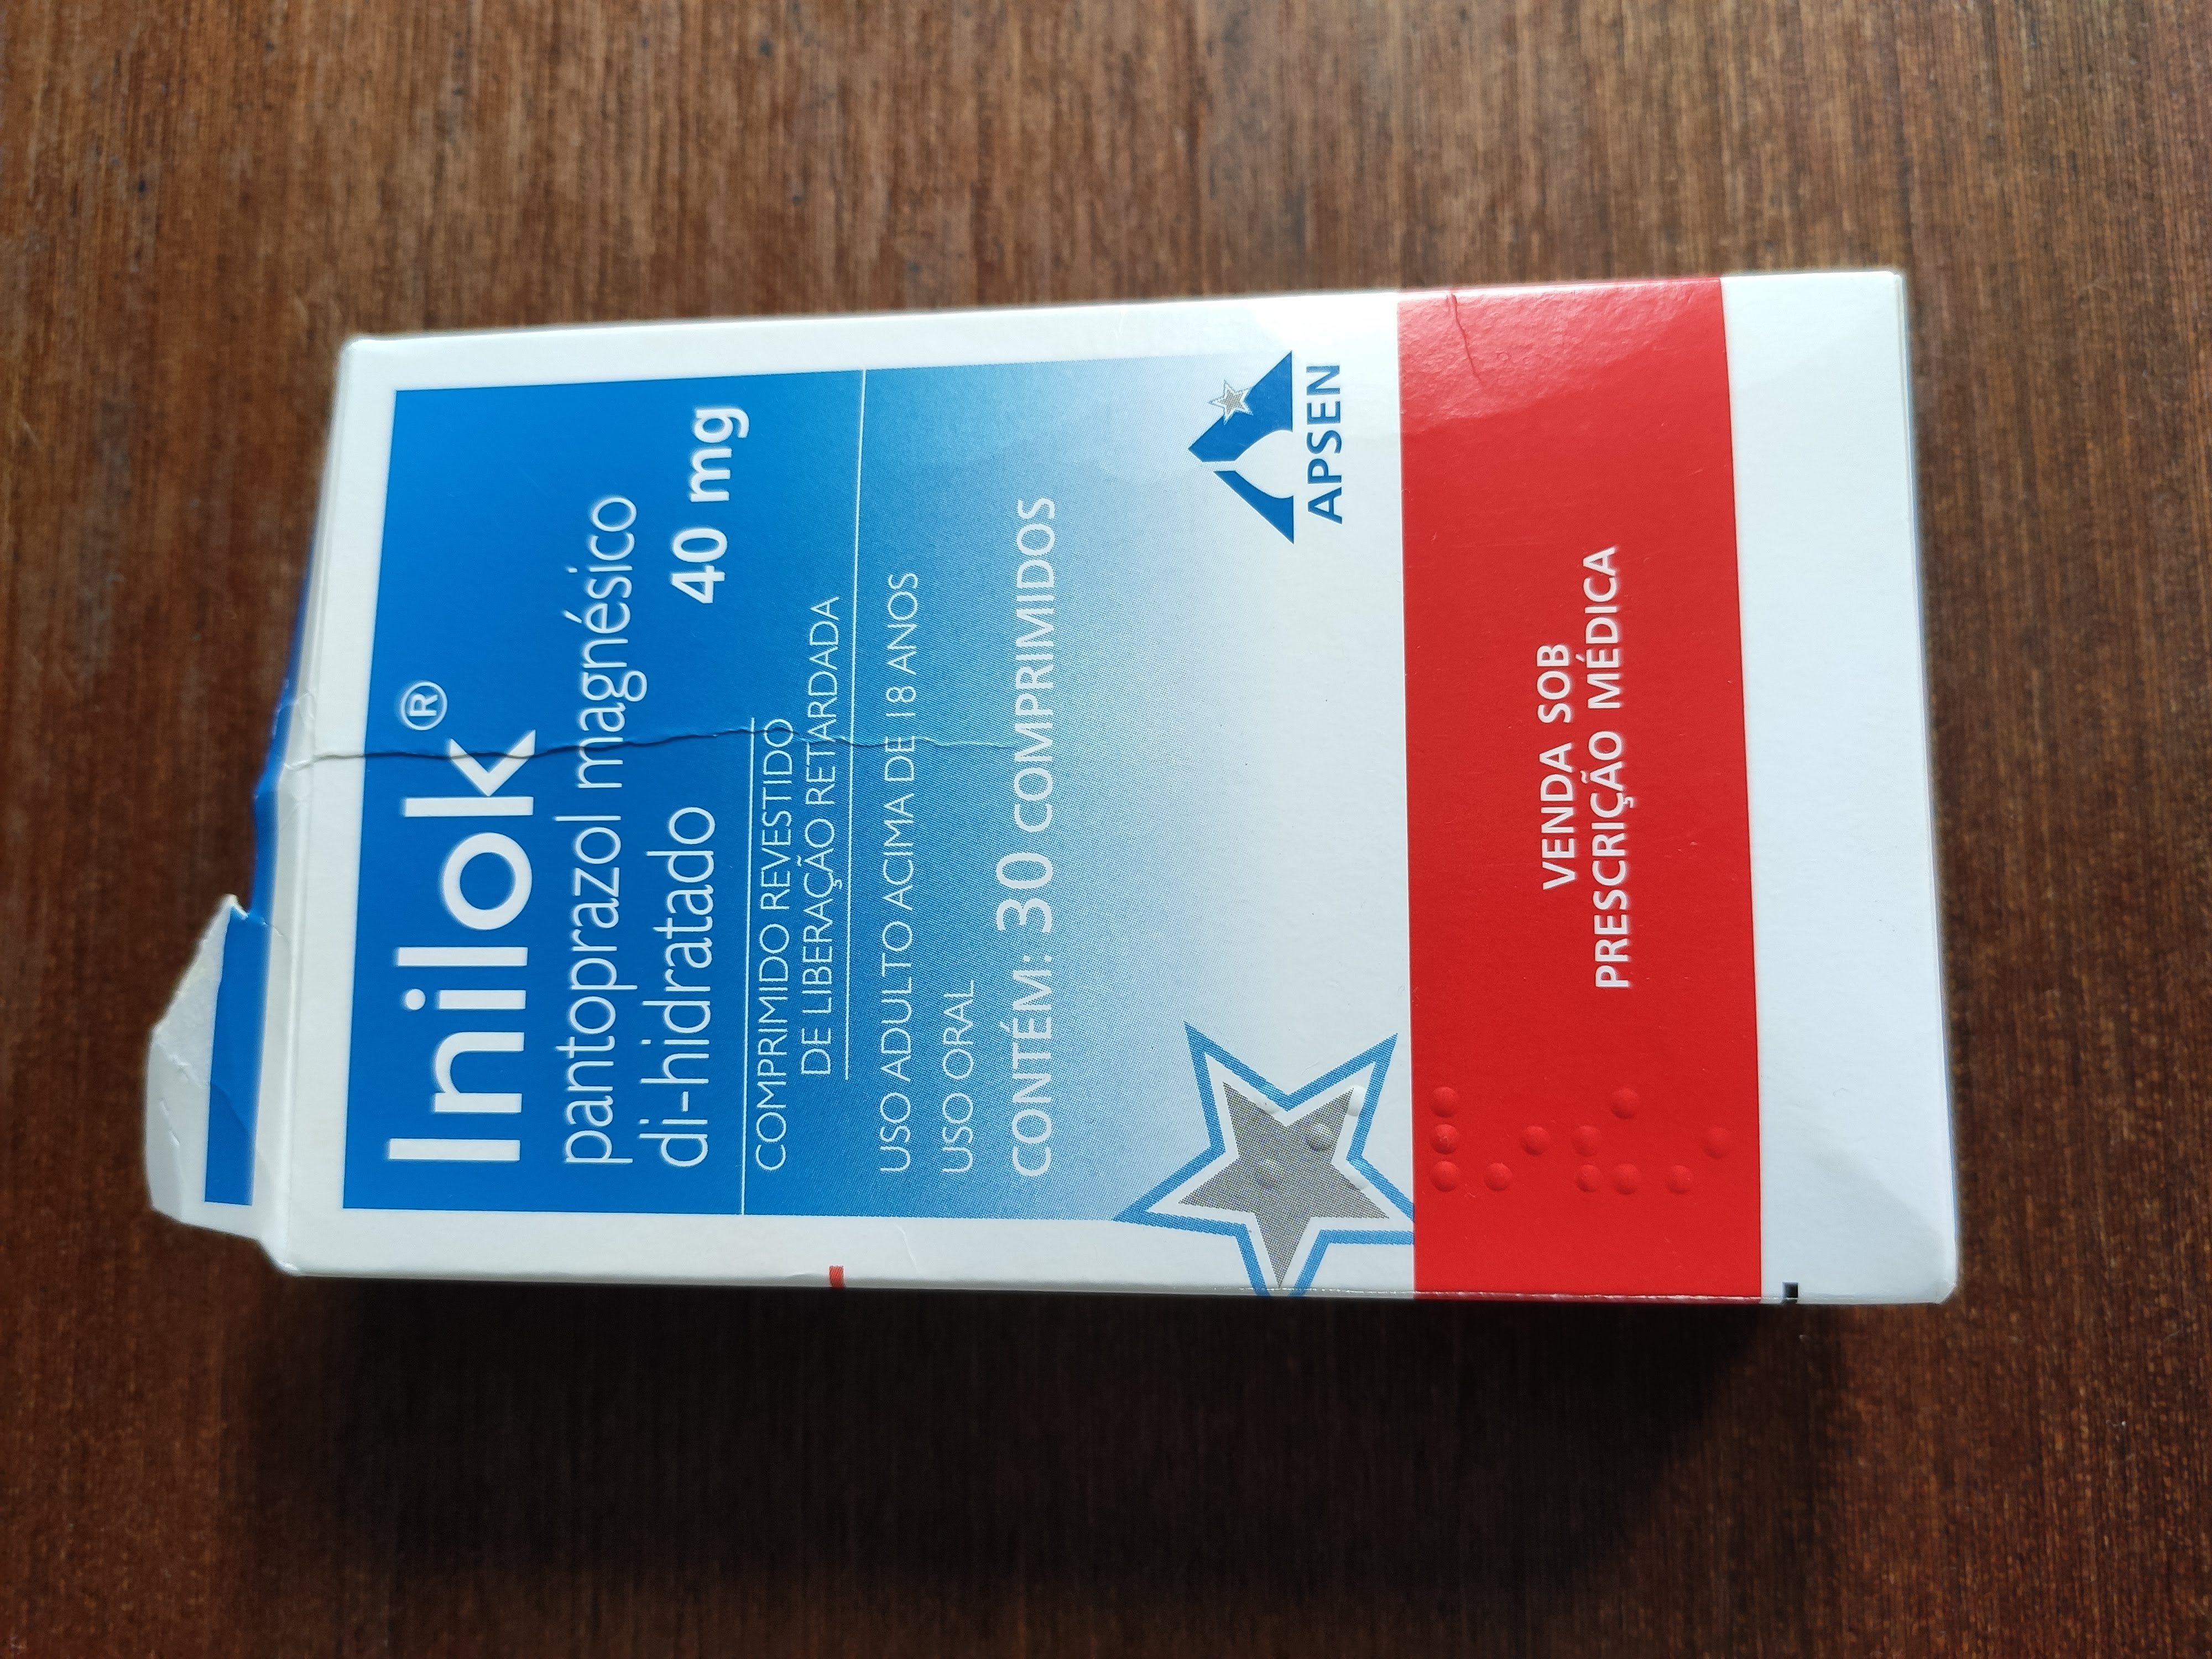 Inilok®
pantoprazol magnésico
di-hidratado 40 mg
COMPRIMIDO REVESTIDO
DE LIBERAÇÃO RETARDADA
USO ADULTO ACIMA DE 18 ANOS
USO ORAL
CONTÉM: 30 COMPRIMIDOS
APSEN
VENDA SOB
PRESCRIÇÃO MÉDICA